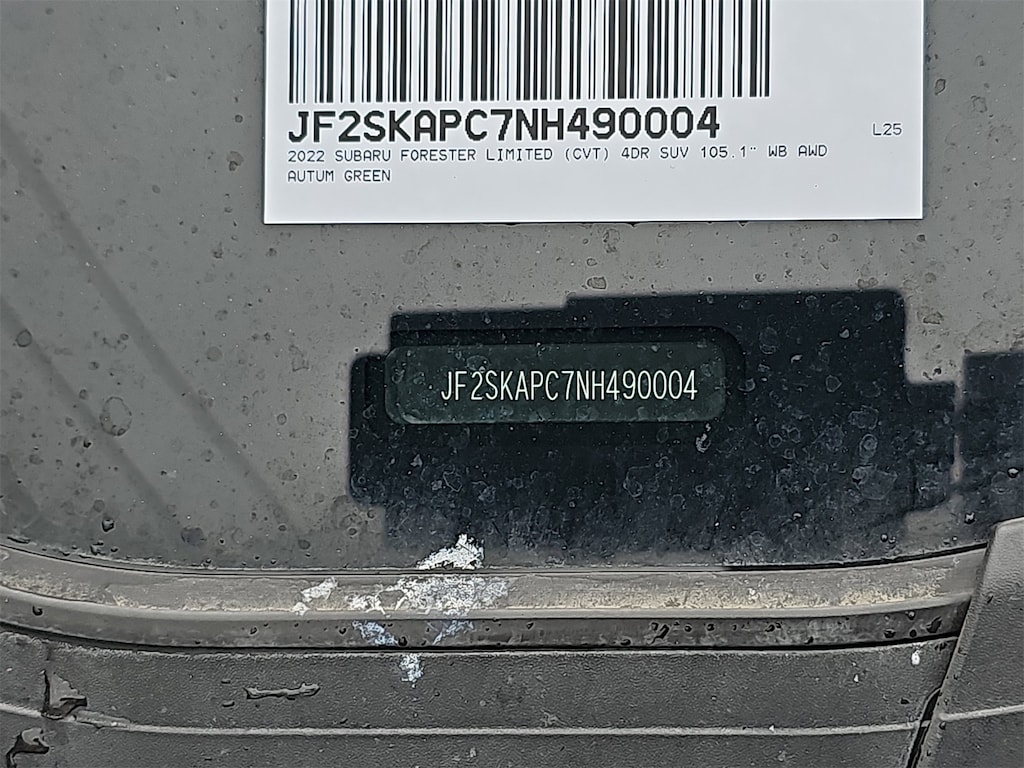 JF2SKAPC7NH490004
L25
2022 SUBARU FORESTER LIMITED (CVT) 4DR SUV 105.1" WB AWD
AUTUM GREEN
JF2SKAPC7NH490004